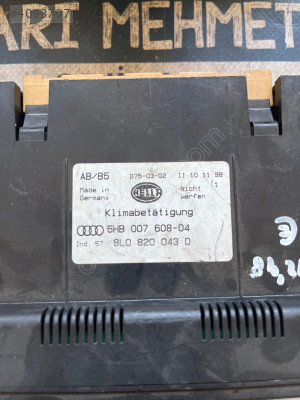 ARI MEHMET
AB/B5 D75-03-02 11 10 11 98
Made in Germany HELLA Nicht werfen 1
Klimabetätigung
5HB 007 608-04
Ind. 57 8L0 820 043 D